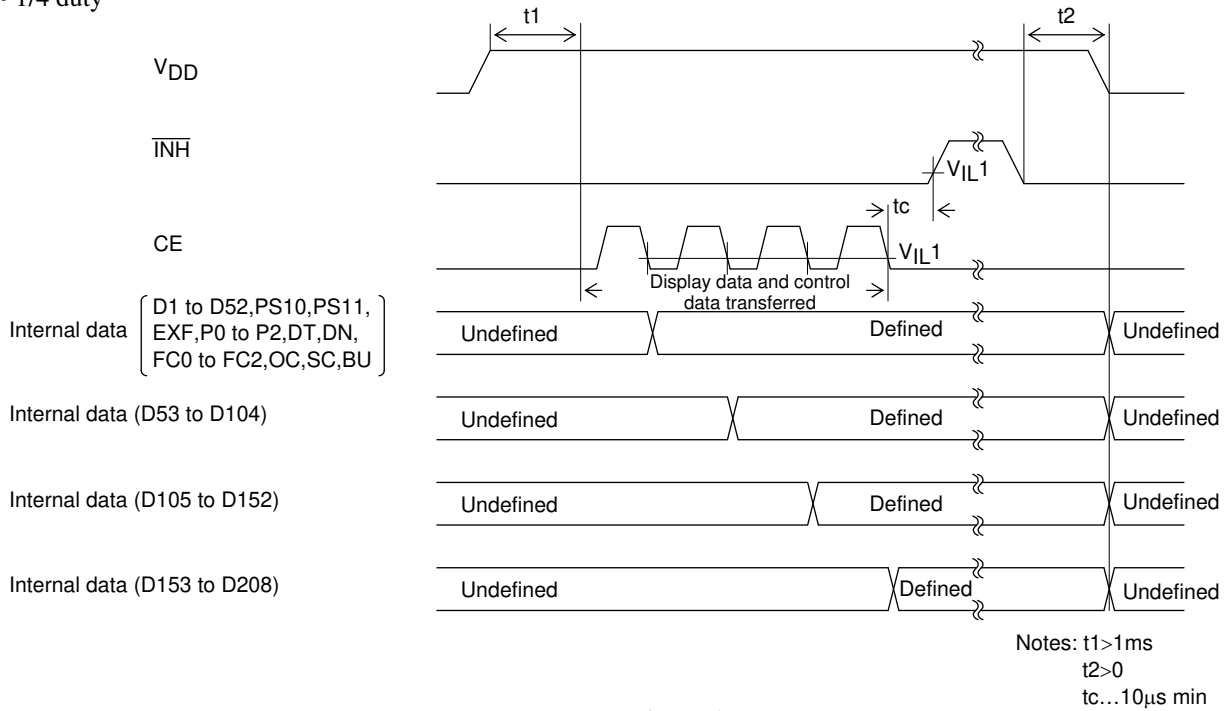 1/4 duty
t1
t2
VDD
INH
VIL1
tc
CE
VIL1
Display data and control
data transferred
Internal data
D1 to D52,PS10,PS11,
EXF,P0 to P2,DT,DN,
FC0 to FC2,OC,SC,BU
Undefined
Defined
Undefined
Internal data (D53 to D104)
Undefined
Defined
Undefined
Internal data (D105 to D152)
Undefined
Defined
Undefined
Internal data (D153 to D208)
Undefined
Defined
Undefined
Notes: t1>1ms
t2>0
tc…10μs min